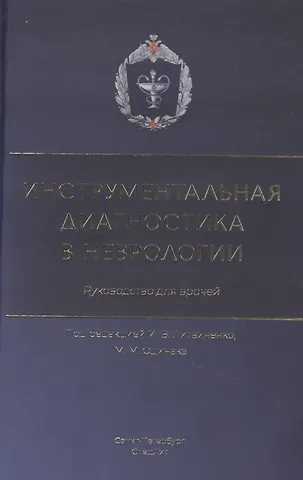 ИНСТРУМЕНТАЛЬНАЯ
ДИАГНОСТИКА
В НЕВРОЛОГИИ
Руководство для врачей
Под редакцией И. В. Литвиненко,
М. М. Одинака
Санкт-Петербург
СпецЛит